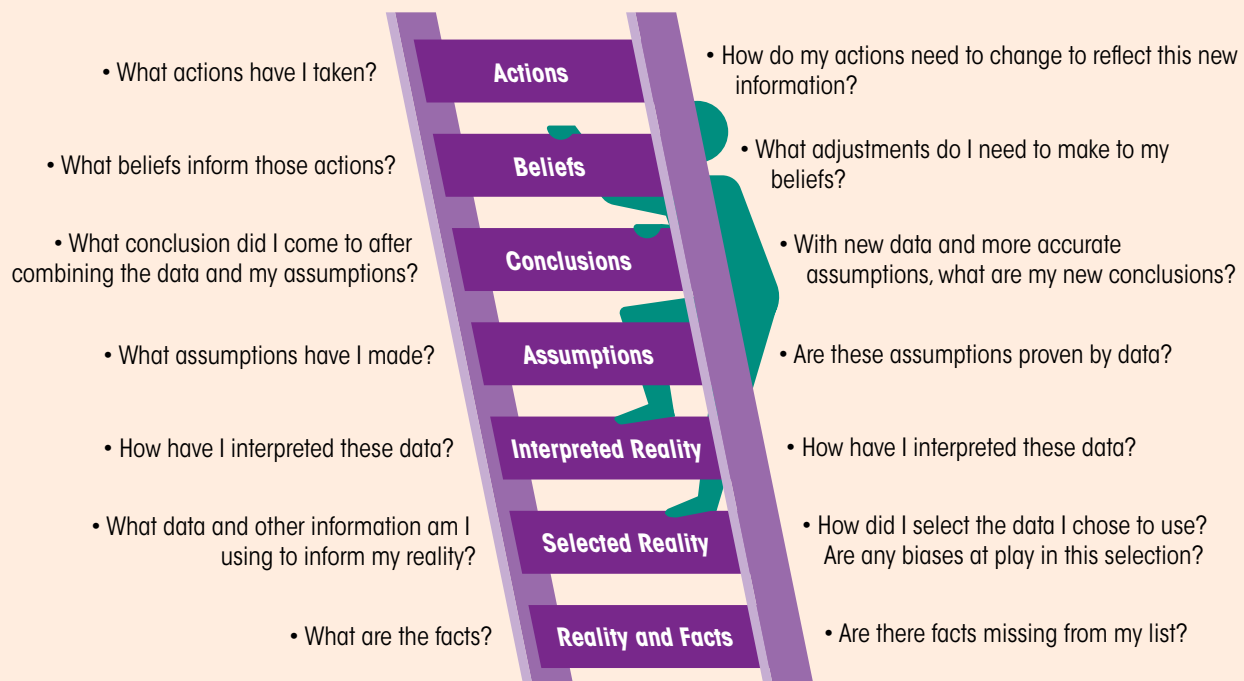 • What actions have I taken?
Actions
• How do my actions need to change to reflect this new
information?
• What beliefs inform those actions?
Beliefs
• What adjustments do I need to make to my
beliefs?
• What conclusion did I come to after
combining the data and my assumptions?
Conclusions
• With new data and more accurate
assumptions, what are my new conclusions?
• What assumptions have I made?
Assumptions
• Are these assumptions proven by data?
• How have I interpreted these data?
Interpreted Reality
• How have I interpreted these data?
• What data and other information am I
using to inform my reality?
Selected Reality
• How did I select the data I chose to use?
Are any biases at play in this selection?
• What are the facts?
Reality and Facts
• Are there facts missing from my list?